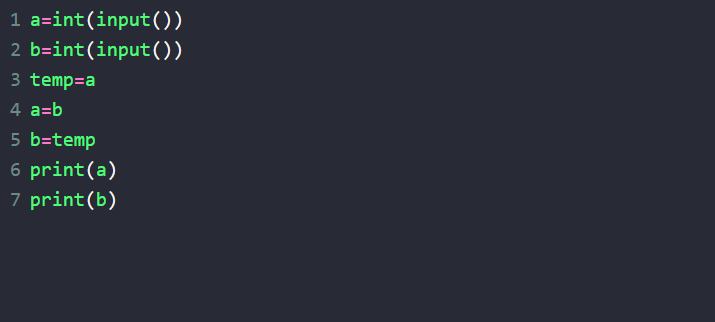 1 a=int(input())
2 b=int(input())
3 temp=a
4 a=b
5 b=temp
6 print(a)
7 print(b)